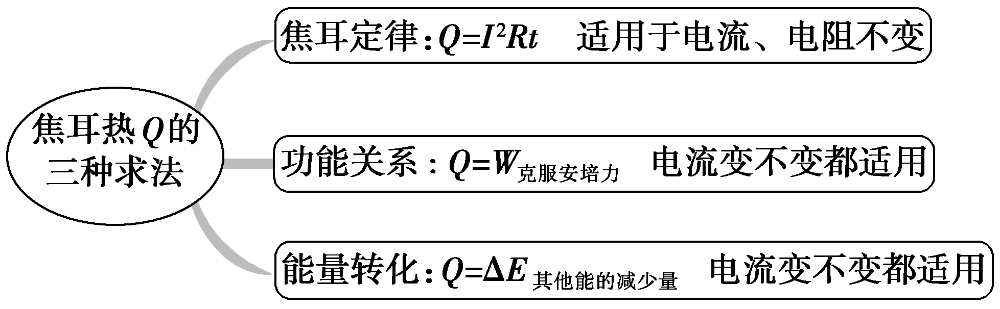 焦耳定律:Q=I²Rt 适用于电流、电阻不变
焦耳热Q的
三种求法
功能关系:Q=W克服安培力 电流变不变都适用
能量转化:Q=ΔE其他能的减少量 电流变不变都适用